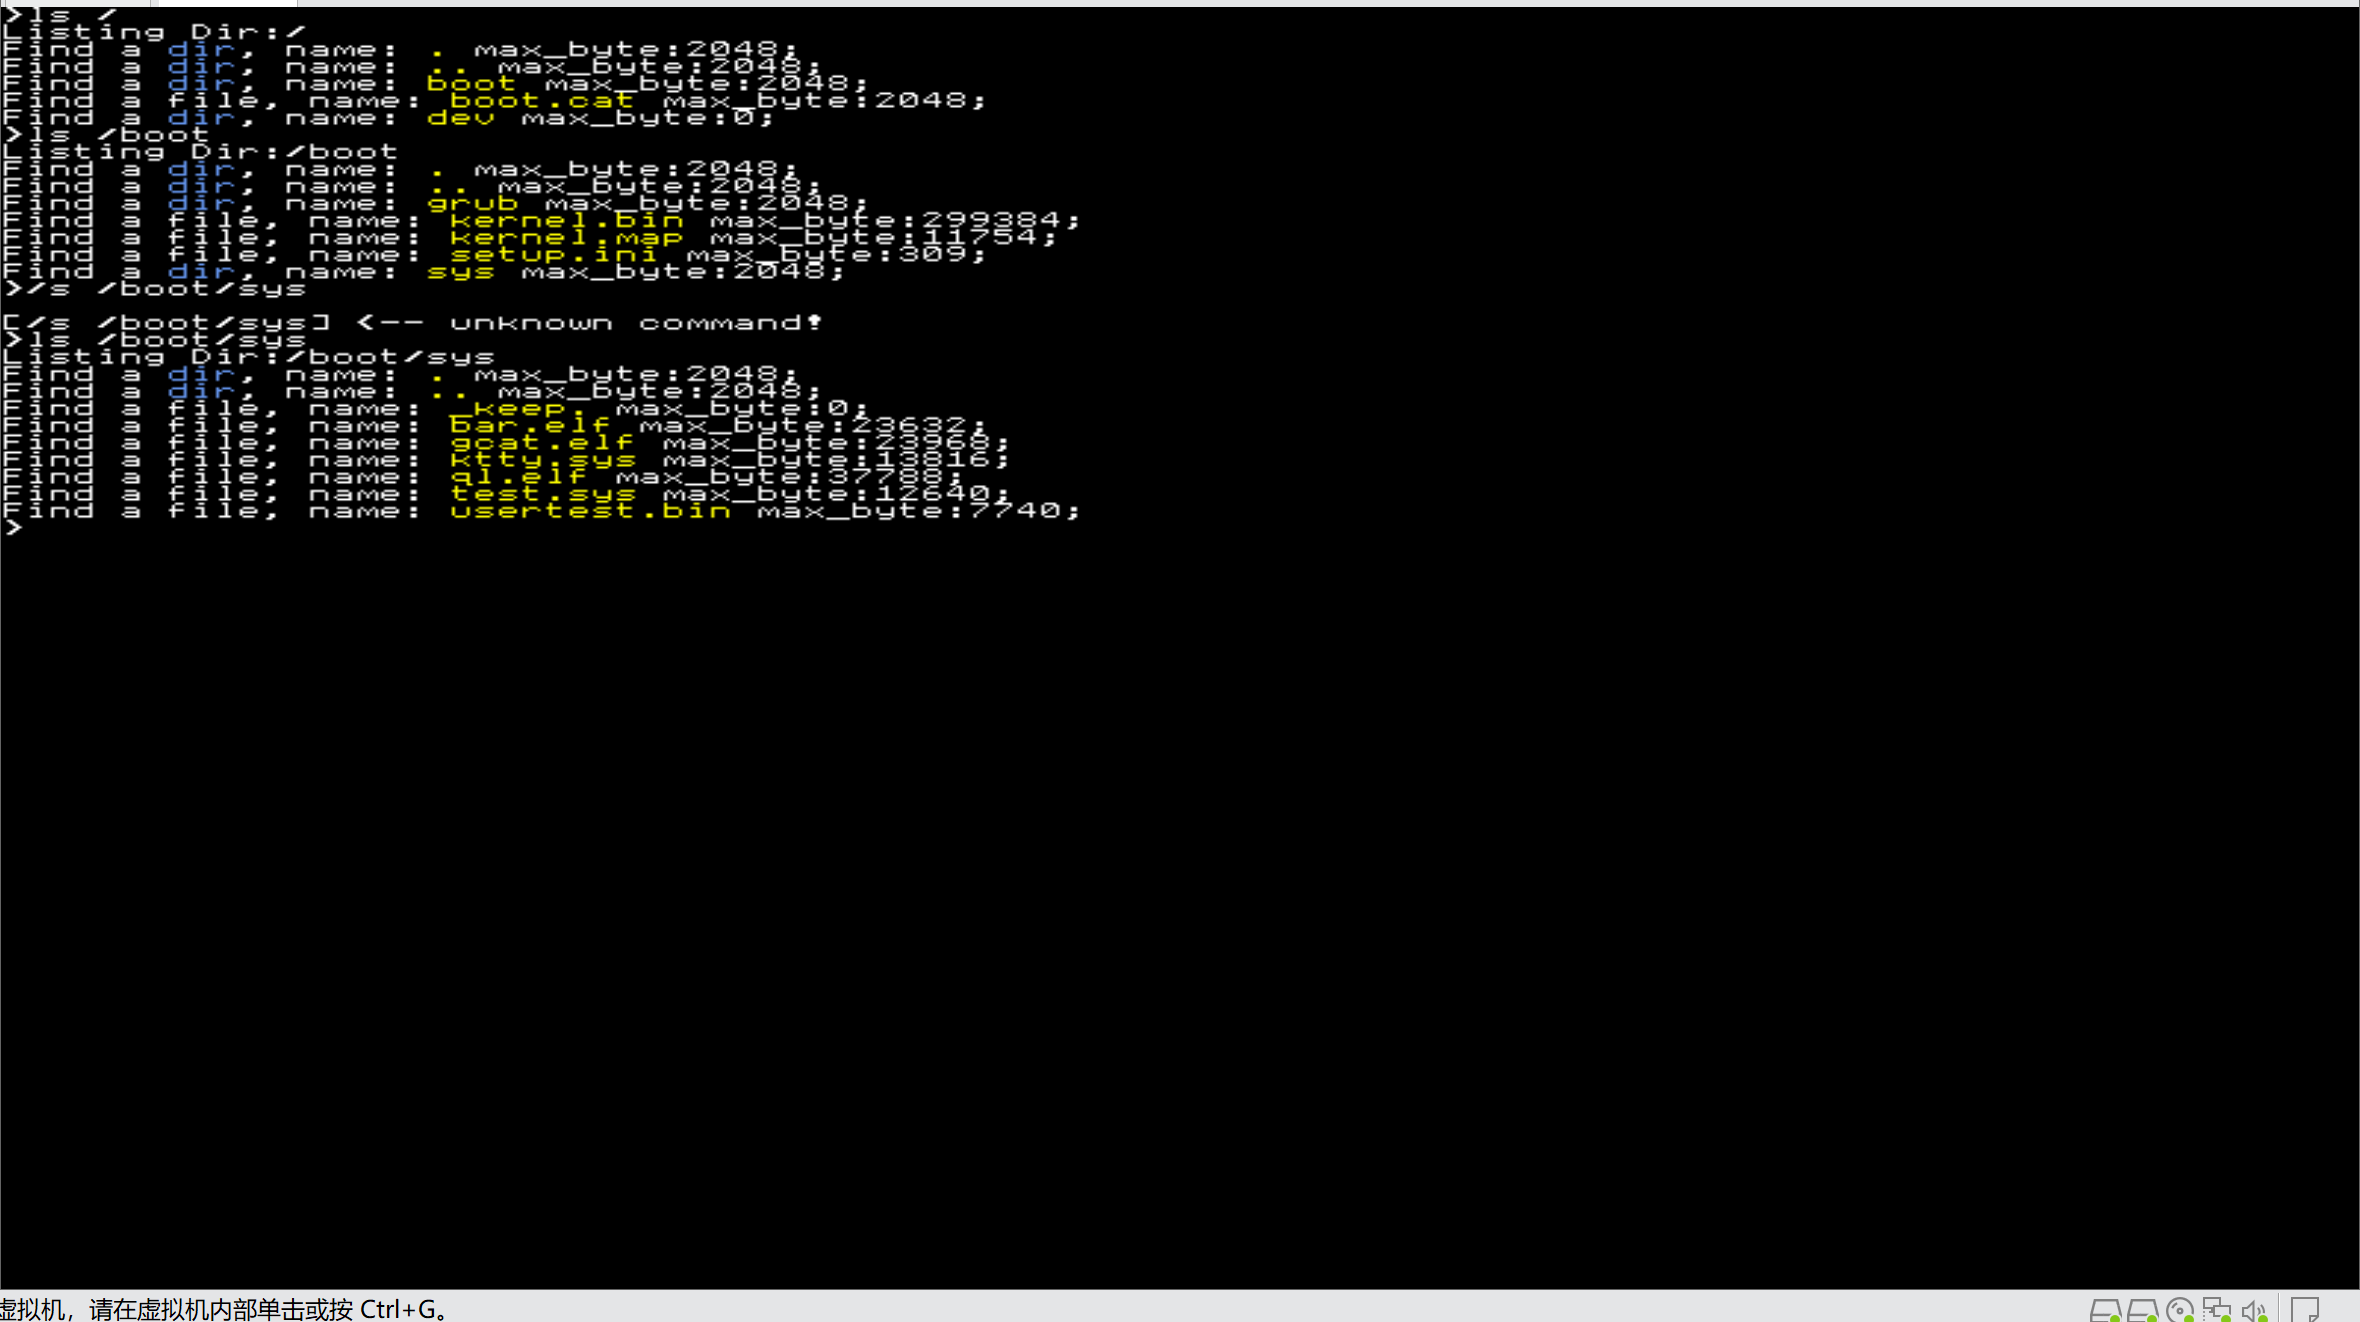 >ls /
Listing Dir:/
Find a dir, name: . max_byte:2048;
Find a dir, name: .. max_byte:2048;
Find a dir, name: boot max_byte:2048;
Find a file, name: boot.cat max_byte:2048;
Find a dir, name: dev max_byte:0;
>ls /boot
Listing Dir:/boot
Find a dir, name: . max_byte:2048;
Find a dir, name: .. max_byte:2048;
Find a dir, name: grub max_byte:2048;
Find a file, name: kernel.bin max_byte:299384;
Find a file, name: kernel.map max_byte:11754;
Find a file, name: setup.ini max_byte:309;
Find a dir, name: sys max_byte:2048;
>/s /boot/sys
[/s /boot/sys] <-- unknown command!
>ls /boot/sys
Listing Dir:/boot/sys
Find a dir, name: . max_byte:2048;
Find a dir, name: .. max_byte:2048;
Find a file, name: _keep. max_byte:0;
Find a file, name: bar.elf max_byte:23632;
Find a file, name: gcat.elf max_byte:23968;
Find a file, name: ktty.sys max_byte:13816;
Find a file, name: ql.elf max_byte:37788;
Find a file, name: test.sys max_byte:12640;
Find a file, name: usertest.bin max_byte:7740;
>
虚拟机，请在虚拟机内部单击或按 Ctrl+G。